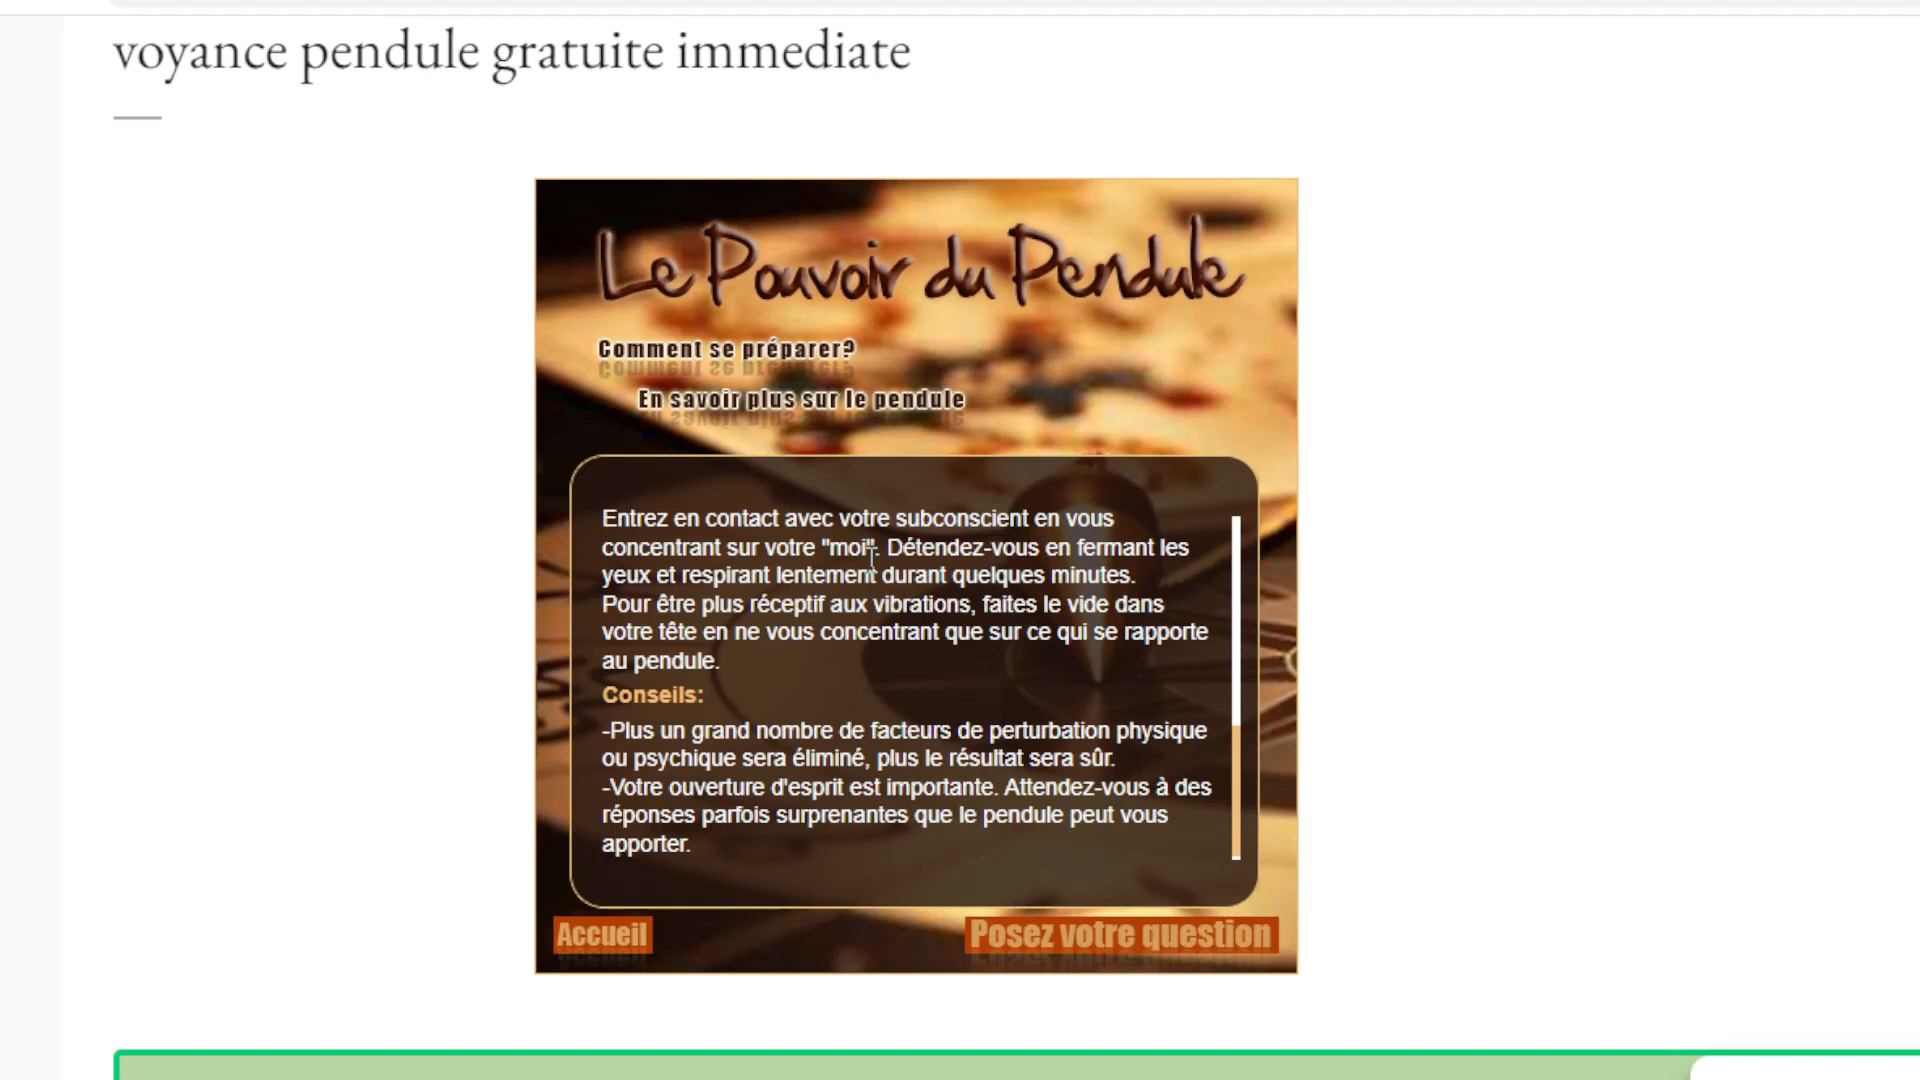 voyance pendule gratuite immediate
Le Pouvoir du Pendule
Comment se préparer?
En savoir plus sur le pendule
Entrez en contact avec votre subconscient en vous
concentrant sur votre "moi". Détendez-vous en fermant les
yeux et respirant lentement durant quelques minutes.
Pour être plus réceptif aux vibrations, faites le vide dans
votre tête en ne vous concentrant que sur ce qui se rapporte
au pendule.
Conseils:
-Plus un grand nombre de facteurs de perturbation physique
ou psychique sera éliminé, plus le résultat sera sûr.
-Votre ouverture d'esprit est importante. Attendez-vous à des
réponses parfois surprenantes que le pendule peut vous
apporter.
Accueil
Posez votre question